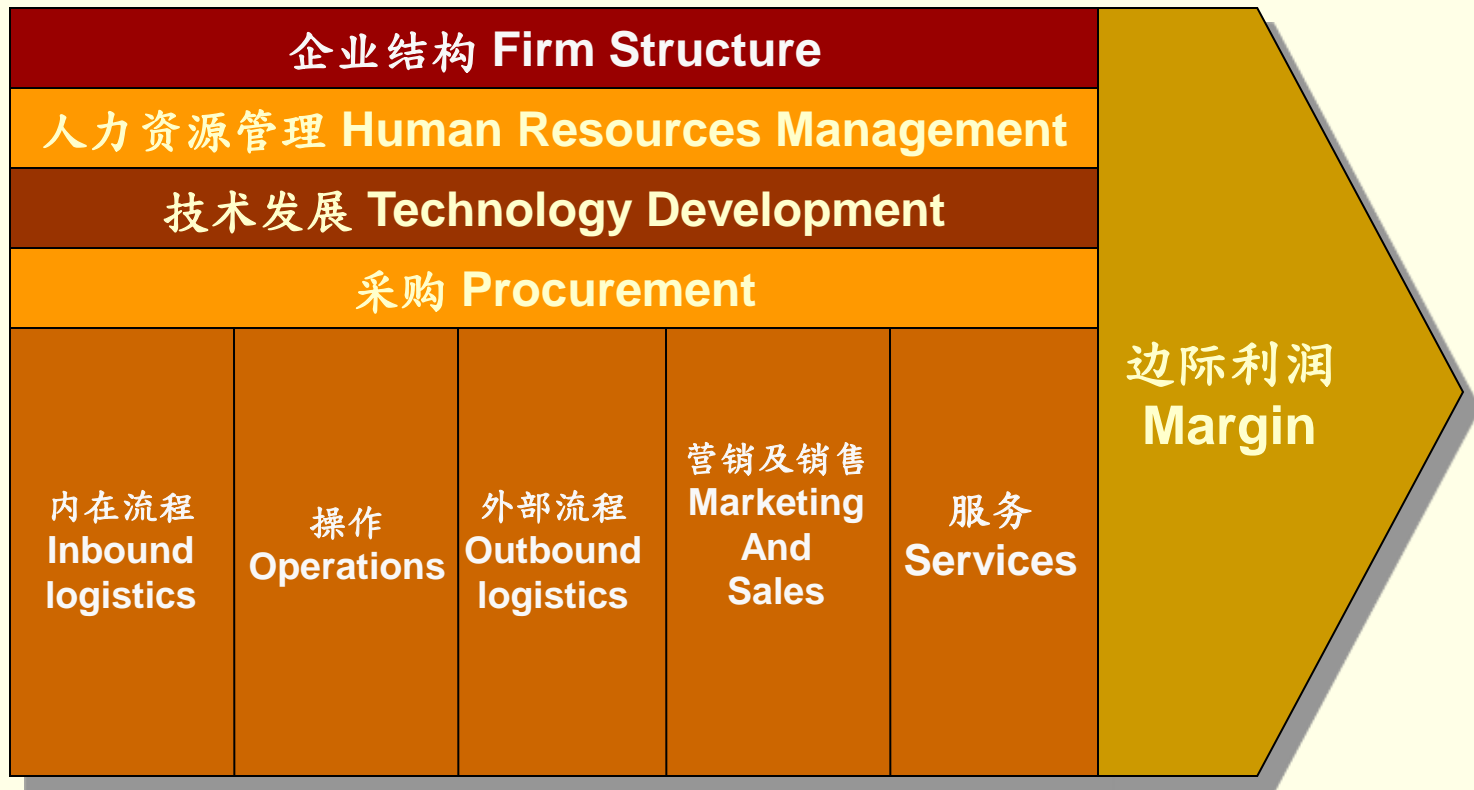 企业结构 Firm Structure
人力资源管理 Human Resources Management
技术发展 Technology Development
采购 Procurement
内在流程
Inbound
logistics
操作
Operations
外部流程
Outbound
logistics
营销及销售
Marketing
And
Sales
服务
Services
边际利润
Margin